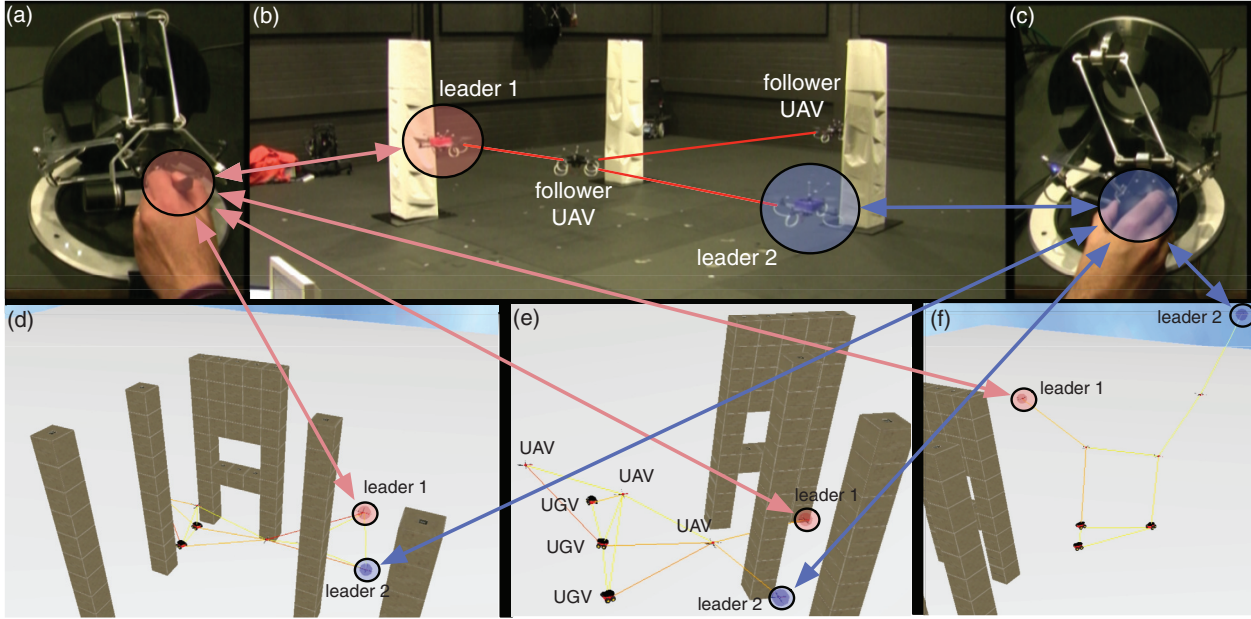 (a)
(b)
(c)
leader 1
follower
UAV
follower
UAV
leader 2
(d)
(e)
(f)
leader 2
leader 1
UAV
UAV
leader 1
UGV
leader 1
UAV
UGV
leader 2
UGV
leader 2